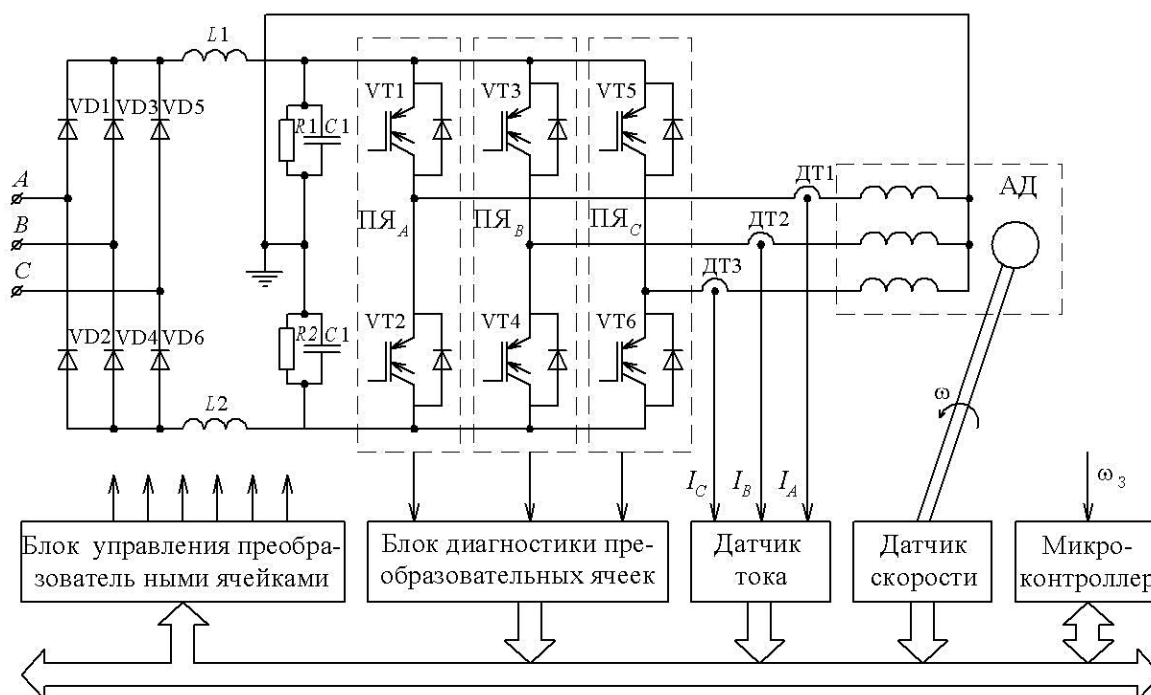 L1
VD1 VD3 VD5
VT1 VT3 VT5
R1 C1
A
B
C
ПЯA ПЯB ПЯC
ДТ1
ДТ2
ДТ3
АД
VD2 VD4 VD6
R2 C1
VT2 VT4 VT6
L2
ω
IC IB IA
ω3
Блок управления преобра-
зователь ными ячейками
Блок диагностики пре-
образовательных ячеек
Датчик
тока
Датчик
скорости
Микро-
контроллер